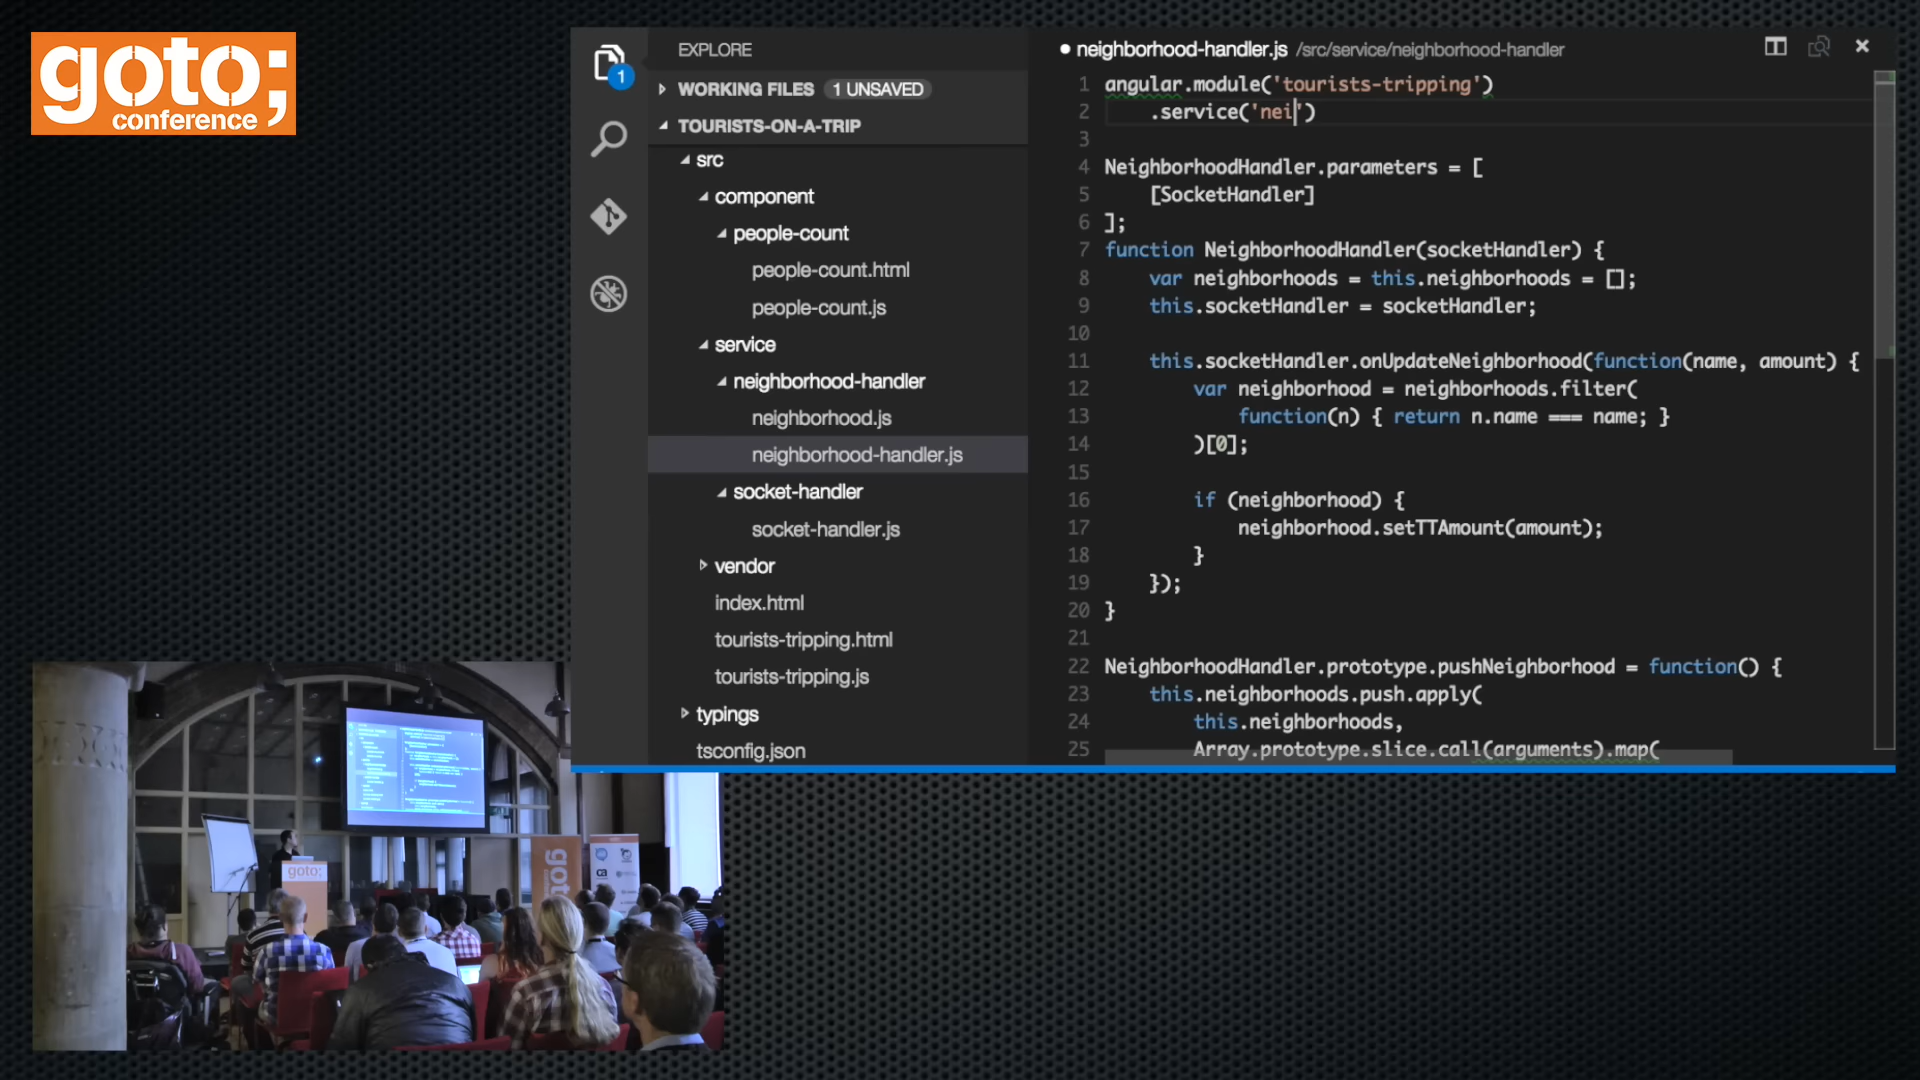 goto;
conference
EXPLORE
WORKING FILES 1 UNSAVED
TOURISTS-ON-A-TRIP
src
component
people-count
people-count.html
people-count.js
service
neighborhood-handler
neighborhood.js
neighborhood-handler.js
socket-handler
socket-handler.js
vendor
index.html
tourists-tripping.html
tourists-tripping.js
typings
tsconfig.json
1
neighborhood-handler.js /src/service/neighborhood-handler
1 angular.module('tourists-tripping')
2 .service('nei')
3
4 NeighborhoodHandler.parameters = [
5 [SocketHandler]
6 ];
7 function NeighborhoodHandler(socketHandler) {
8 var neighborhoods = this.neighborhoods = [];
9 this.socketHandler = socketHandler;
10
11 this.socketHandler.onUpdateNeighborhood(function(name, amount) {
12 var neighborhood = neighborhoods.filter(
13 function(n) { return n.name === name; }
14 )[0];
15
16 if (neighborhood) {
17 neighborhood.setTTAmount(amount);
18 }
19 });
20 }
21
22 NeighborhoodHandler.prototype.pushNeighborhood = function() {
23 this.neighborhoods.push.apply(
24 this.neighborhoods,
25 Array.prototype.slice.call(arguments).map(
goto;
goto
ca